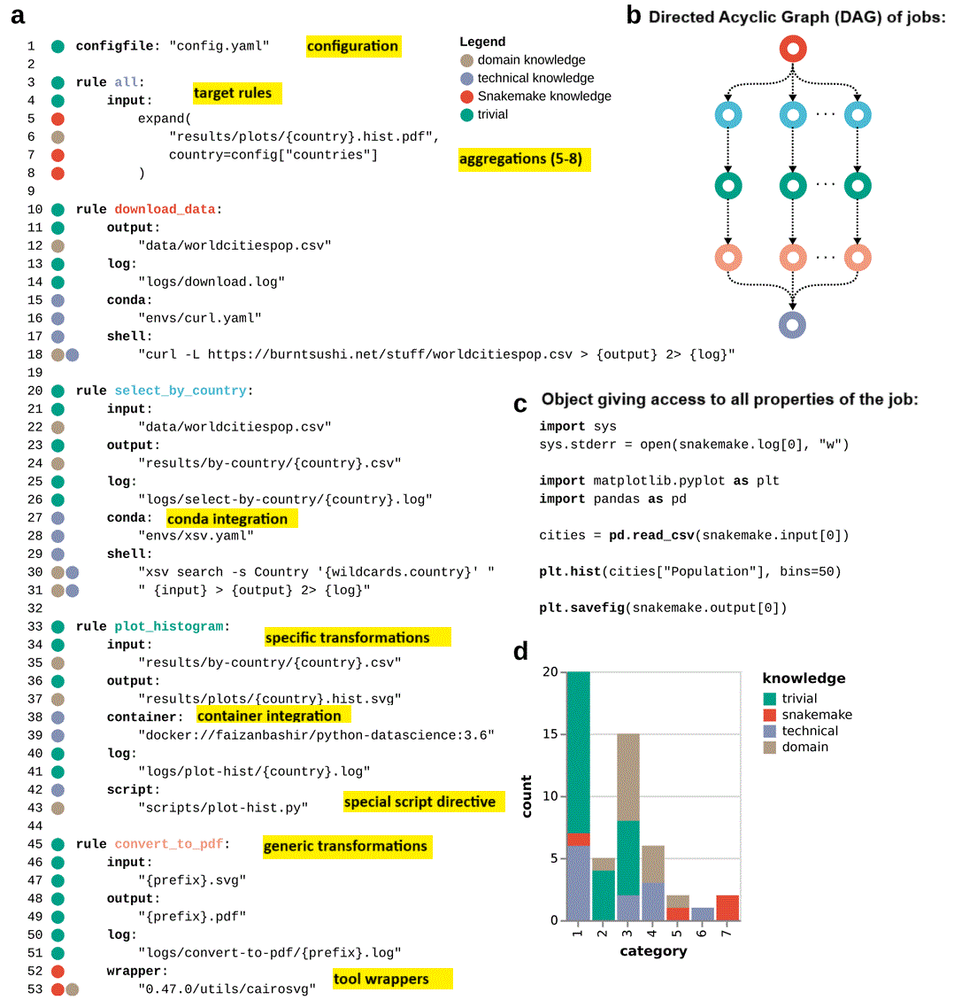 a
1 configfile: "config.yaml" configuration
2
3 rule all:
target rules
4 input:
5 expand(
6 "results/plots/{country}.hist.pdf",
7 country=config["countries"]
aggregations (5-8)
8 )
9
10 rule download_data:
11 output:
12 "data/worldcitiespop.csv"
13 log:
14 "logs/download.log"
15 conda:
16 "envs/curl.yaml"
17 shell:
18 "curl -L https://burntsushi.net/stuff/worldcitiespop.csv > {output} 2> {log}"
19
20 rule select_by_country:
21 input:
22 "data/worldcitiespop.csv"
23 output:
24 "results/by-country/{country}.csv"
25 log:
26 "logs/select-by-country/{country}.log"
27 conda: conda integration
28 "envs/xsv.yaml"
29 shell:
30 "xsv search -s Country '{wildcards.country}' "
31 " {input} > {output} 2> {log}"
32
33 rule plot_histogram:
specific transformations
34 input:
35 "results/by-country/{country}.csv"
36 output:
37 "results/plots/{country}.hist.svg"
38 container: container integration
39 "docker://faizanbashir/python-datascience:3.6"
40 log:
41 "logs/plot-hist/{country}.log"
42 script:
43 "scripts/plot-hist.py" special script directive
44
45 rule convert_to_pdf: generic transformations
46 input:
47 "{prefix}.svg"
48 output:
49 "{prefix}.pdf"
50 log:
51 "logs/convert-to-pdf/{prefix}.log"
52 wrapper:
tool wrappers
53 "0.47.0/utils/cairosvg"
Legend
domain knowledge
technical knowledge
Snakemake knowledge
trivial
b Directed Acyclic Graph (DAG) of jobs:
...
...
...
c Object giving access to all properties of the job:
import sys
sys.stderr = open(snakemake.log[0], "w")
import matplotlib.pyplot as plt
import pandas as pd
cities = pd.read_csv(snakemake.input[0])
plt.hist(cities["Population"], bins=50)
plt.savefig(snakemake.output[0])
d
20
15
10
5
0
count
1 2 3 4 5 6 7
category
knowledge
trivial
snakemake
technical
domain